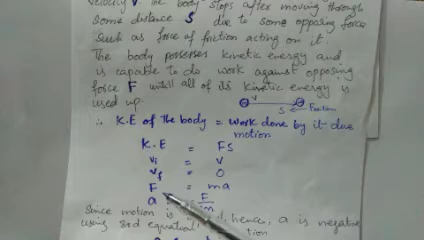 velocity V the body stops after moving through
some distance S due to some opposing force
such as force of friction acting on it.
The body possesses kinetic energy and
is capable to do work against opposing
force F untill all of its kinetic energy is
used up.
V
S Friction
∴ K.E of the body = work done by it due
motion
K.E = FS
vi = v
vf = 0
F = ma
a = F/m
Since motion is hence, a is negative
using 3rd equation